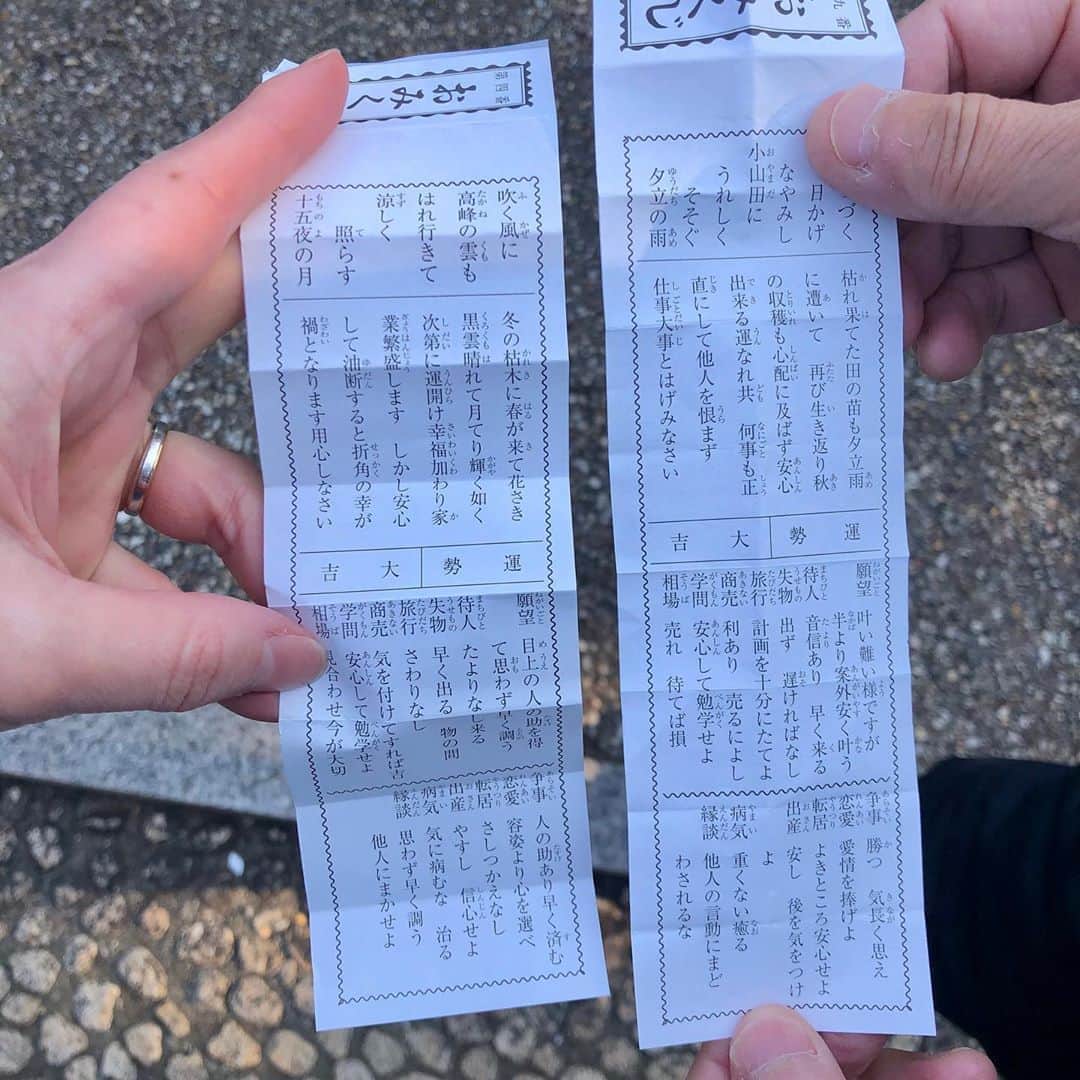 第四番
おみく
吹く風に
高峰の雲も
はれ行きて
涼しく
照らす
十五夜の月
冬の枯木に春が来て花さき
黒雲晴れて月てり輝く如く
次第に運開け幸福加わり家
業繁盛します しかし安心
して油断すると折角の幸が
禍となります用心しなさい
運勢 大吉
願望 目上の人の助を得
て思わず早く調う
待人 たよりなし来る
失物 早く出る 物の間
旅行 さわりなし
商売 気を付けてすれば吉
学問 安心して勉学せよ
相場 見合わせ今が大切
争事 人の助あり早く済む
恋愛 容姿より心を選べ
転居 さしつかえなし
出産 やすし 信心せよ
病気 気に病むな 治る
縁談 思わず早く調う
他人にまかせよ
九番
おみくじ
づく
日かげ
なやみし
小山田に
うれしく
そそぐ
夕立の雨
枯れ果てた田の苗も夕立雨
に遭いて 再び生き返り秋
の収穫も心配に及ばず安心
出来る運なれ共 何事も正
直にして他人を恨まず
仕事大事とはげみなさい
運勢 大吉
願望 叶い難い様ですが
半より案外安く叶う
待人 音信あり 早く来る
失物 出ず 遅ければなし
旅行 計画を十分にたてよ
商売 利あり 売るによし
学問 安心して勉学せよ
相場 売れ 待てば損
争事 勝つ 気長く思え
恋愛 愛情を捧げよ
転居 よきところ安心せよ
出産 安し 後を気をつけ
よ
病気 重くない癒る
縁談 他人の言動にまど
わされるな